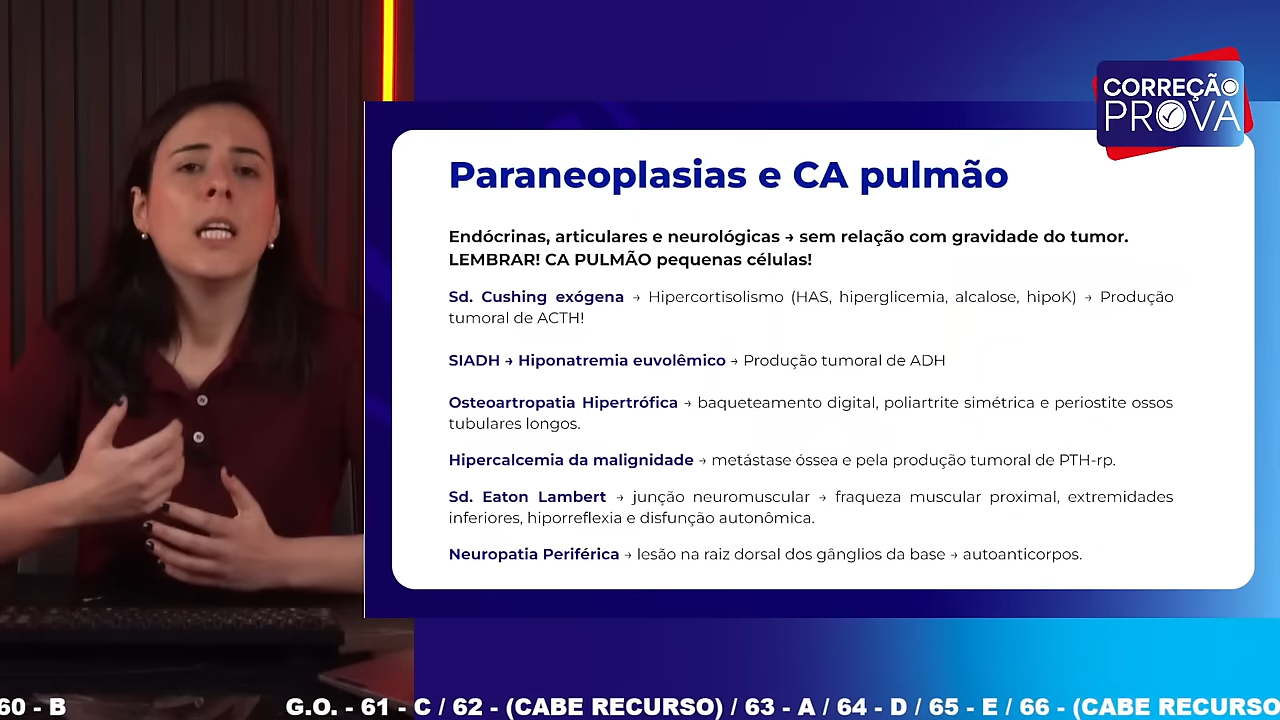 CORREÇÃO
PROVA
Paraneoplasias e CA pulmão
Endócrinas, articulares e neurológicas → sem relação com gravidade do tumor.
LEMBRAR! CA PULMÃO pequenas células!
Sd. Cushing exógena → Hipercortisolismo (HAS, hiperglicemia, alcalose, hipoK) → Produção
tumoral de ACTH!
SIADH → Hiponatremia euvolêmico → Produção tumoral de ADH
Osteoartropatia Hipertrófica → baqueteamento digital, poliartrite simétrica e periostite ossos
tubulares longos.
Hipercalcemia da malignidade → metástase óssea e pela produção tumoral de PTH-rp.
Sd. Eaton Lambert → junção neuromuscular → fraqueza muscular proximal, extremidades
inferiores, hiporreflexia e disfunção autonômica.
Neuropatia Periférica → lesão na raiz dorsal dos gânglios da base → autoanticorpos.
60 - B G.O. - 61 - C / 62 - (CABE RECURSO) / 63 - A / 64 - D / 65 - E / 66 - (CABE RECURSO